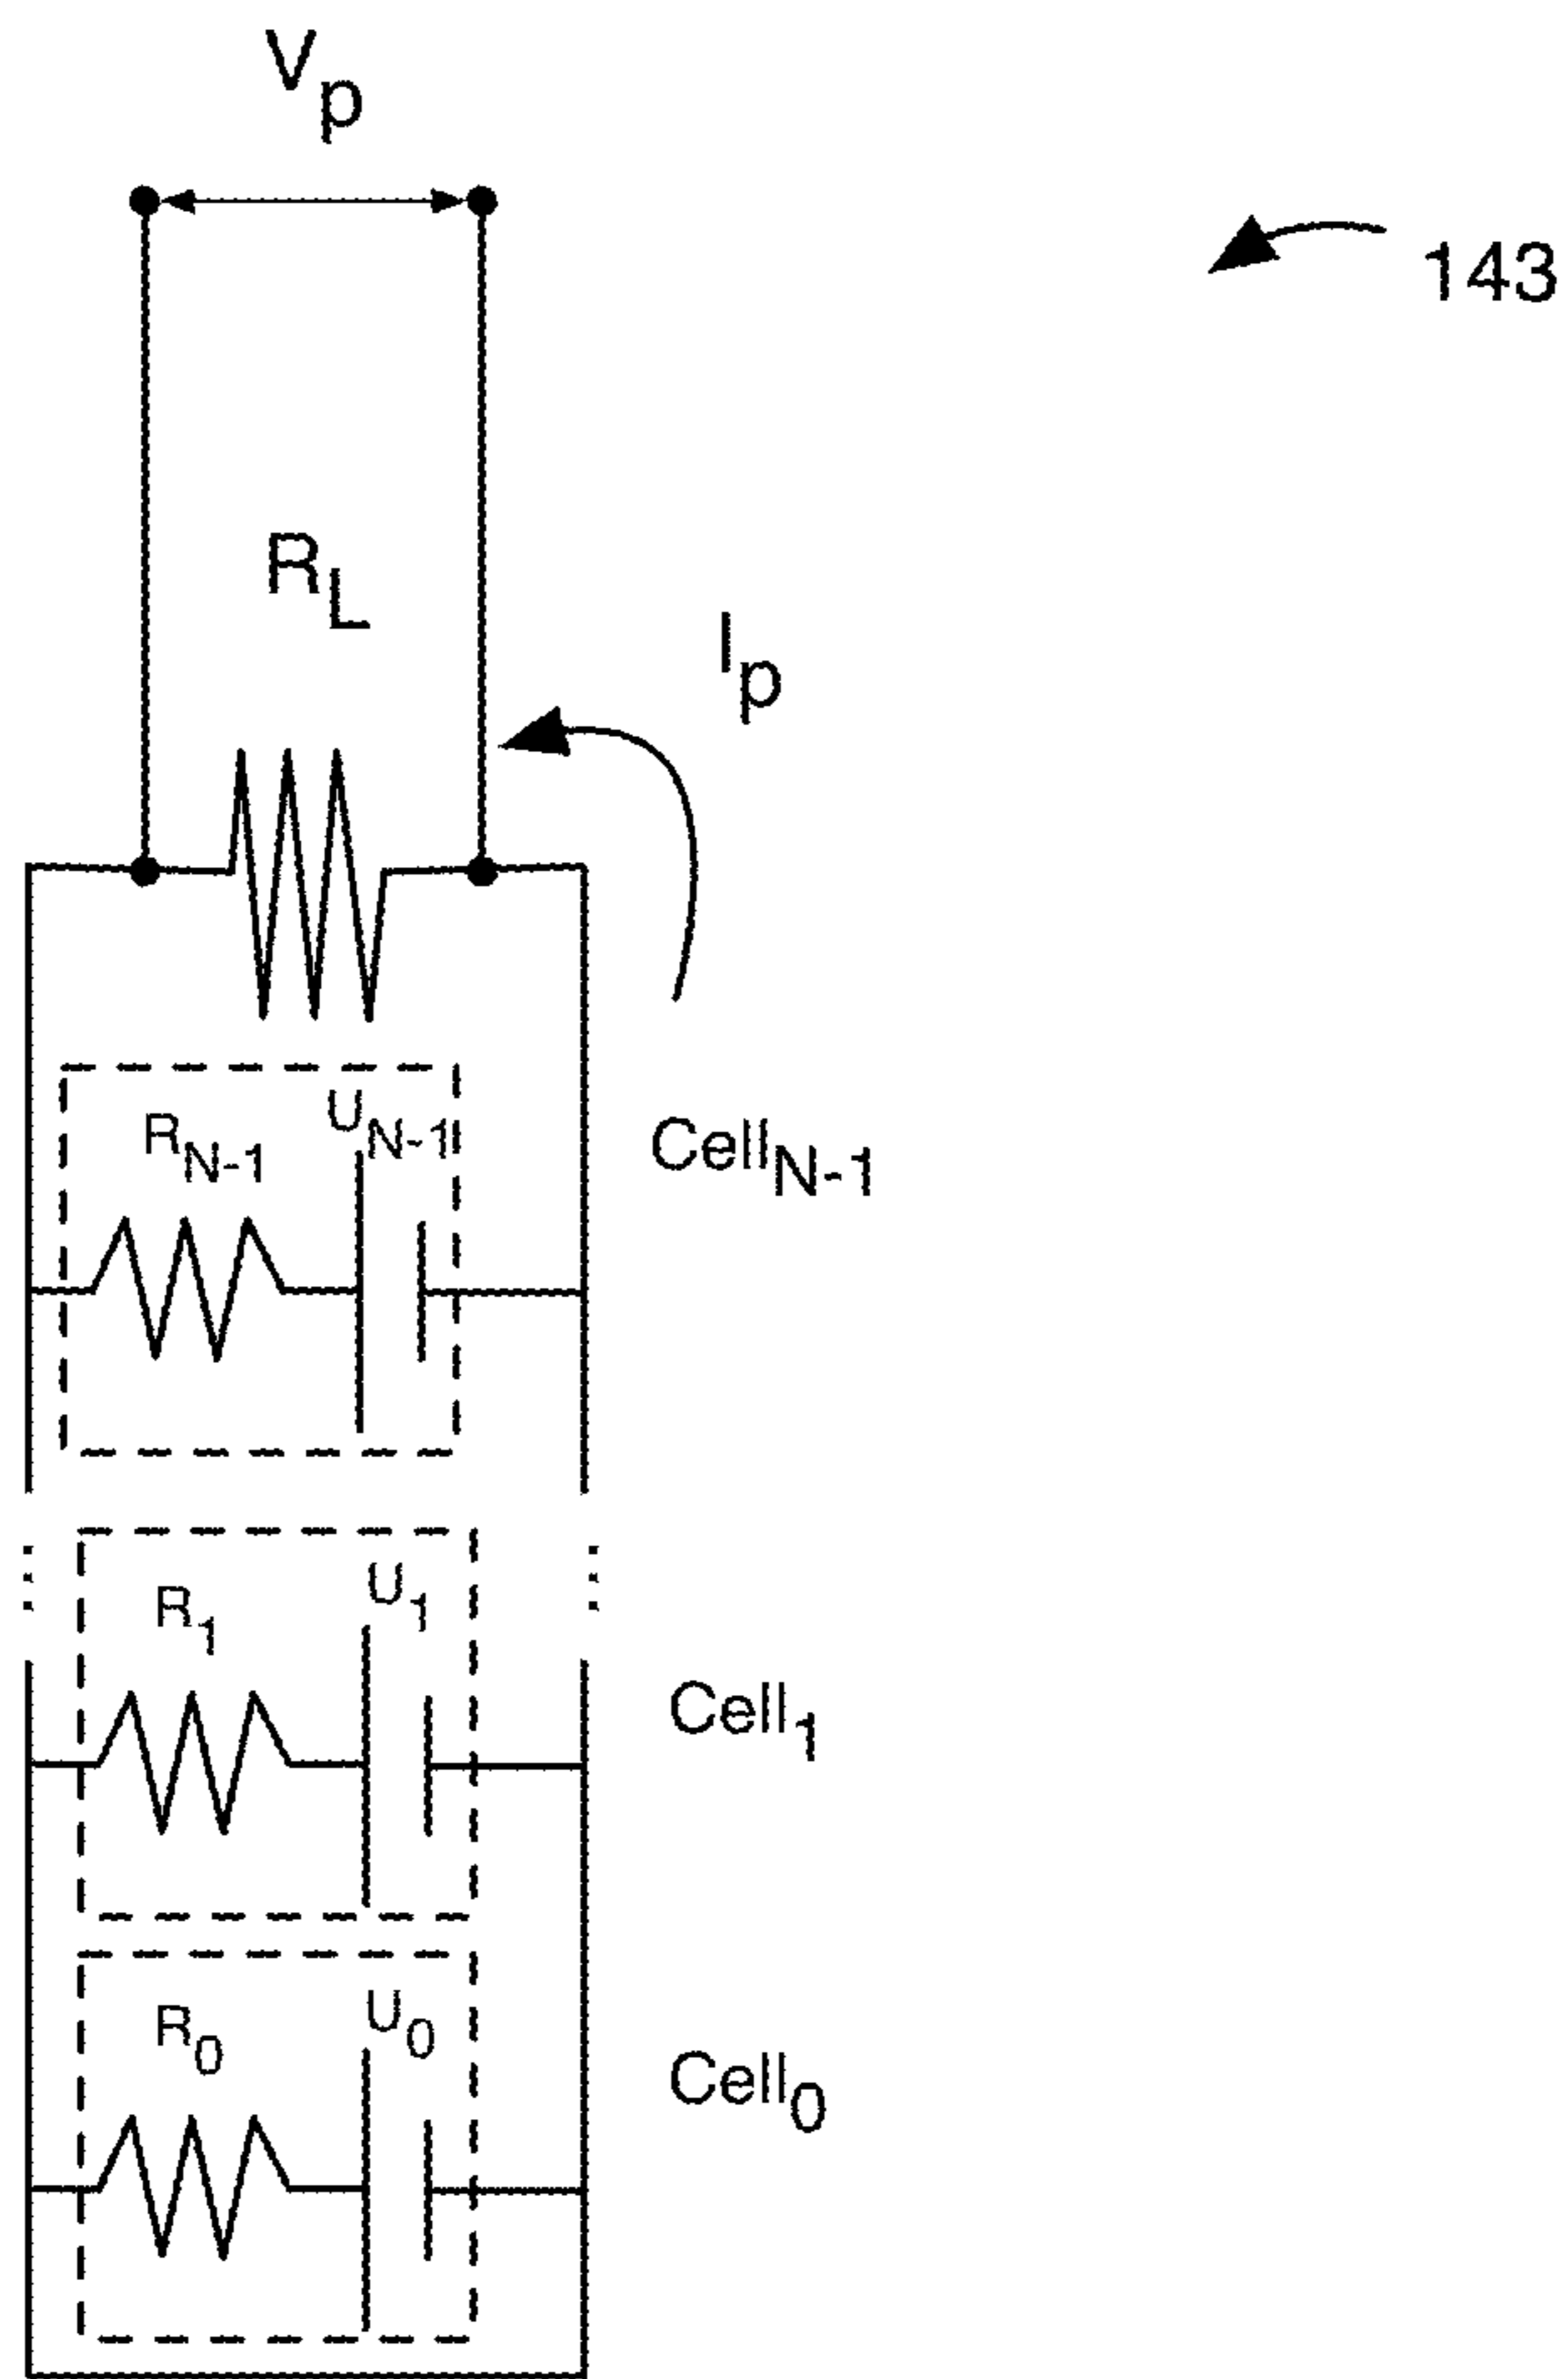 Vp
143
RL
Ip
RN-1
UN-1
CellN-1
R1
U1
Cell1
R0
U0
Cell0